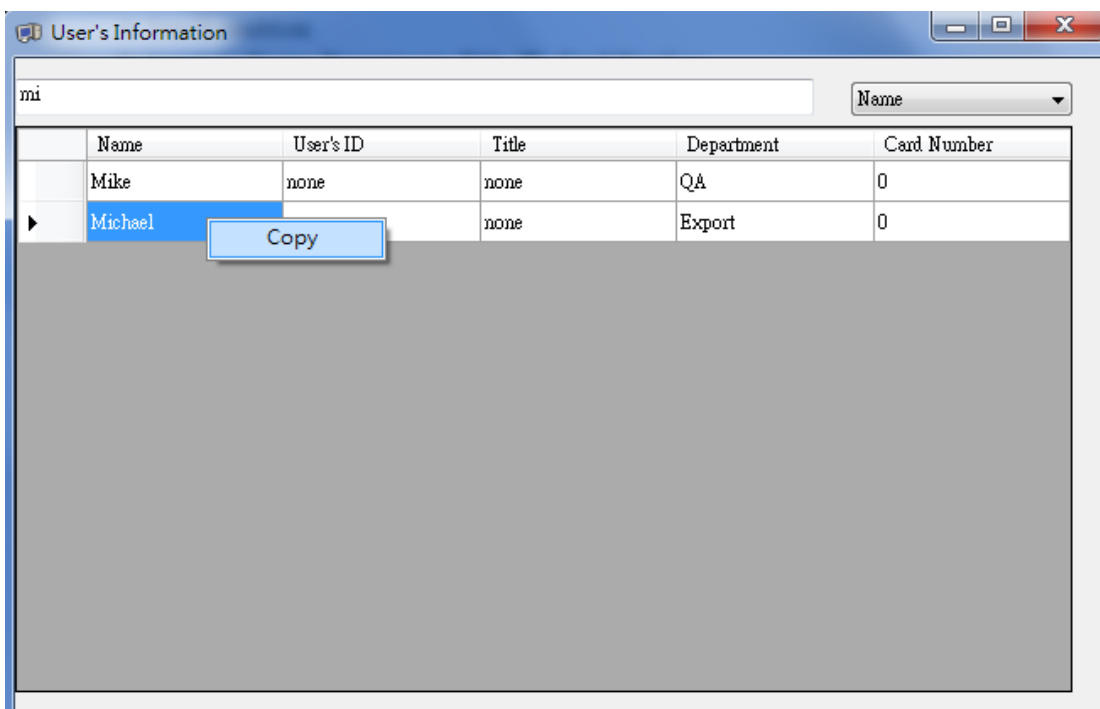 User's Information
mi Name
Name User's ID Title Department Card Number
Mike none none QA 0
Michael none Export 0
Copy